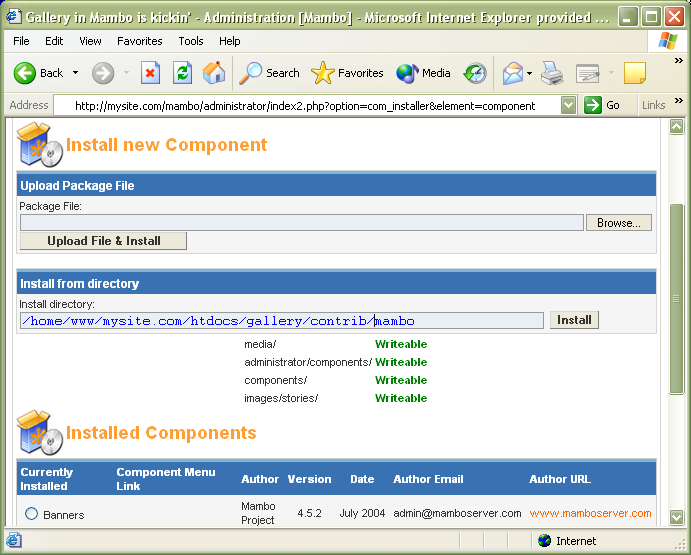 Gallery in Mambo is kickin' - Administration [Mambo] - Microsoft Internet Explorer provided ...
File Edit View Favorites Tools Help
Back Search Favorites Media
Address http://mysite.com/mambo/administrator/index2.php?option=com_installer&element=component Go Links
Install new Component
Upload Package File
Package File:
Browse...
Upload File & Install
Install from directory
Install directory:
/home/www/mysite.com/htdocs/gallery/contrib/mambo Install
media/ Writeable
administrator/components/ Writeable
components/ Writeable
images/stories/ Writeable
Installed Components
Currently Installed Component Menu Link Author Version Date Author Email Author URL
Banners Mambo Project 4.5.2 July 2004 admin@mamboserver.com www.mamboserver.com
Internet